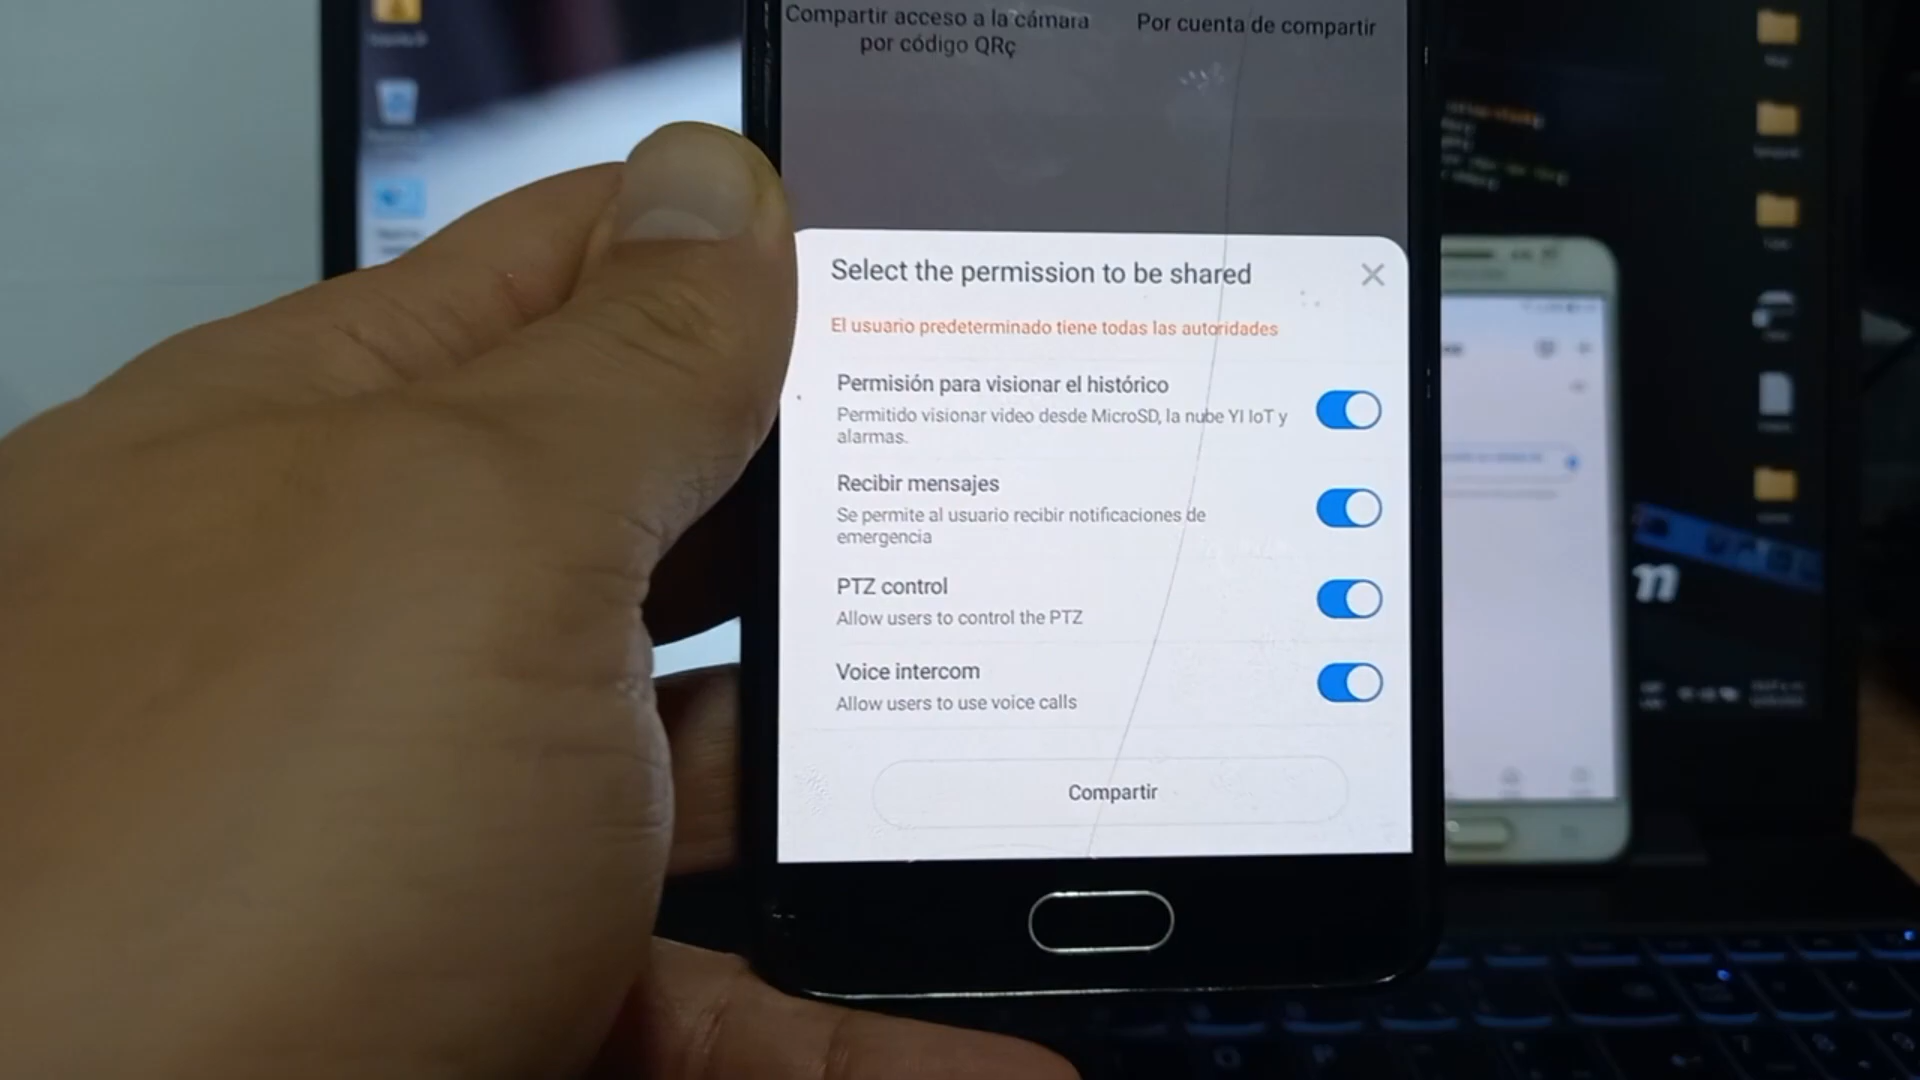 Compartir acceso a la cámara
por código QRç
Por cuenta de compartir
Select the permission to be shared
El usuario predeterminado tiene todas las autoridades
Permisión para visionar el histórico
Permitido visionar video desde MicroSD, la nube YI IoT y
alarmas.
Recibir mensajes
Se permite al usuario recibir notificaciones de
emergencia
PTZ control
Allow users to control the PTZ
Voice intercom
Allow users to use voice calls
Compartir
n